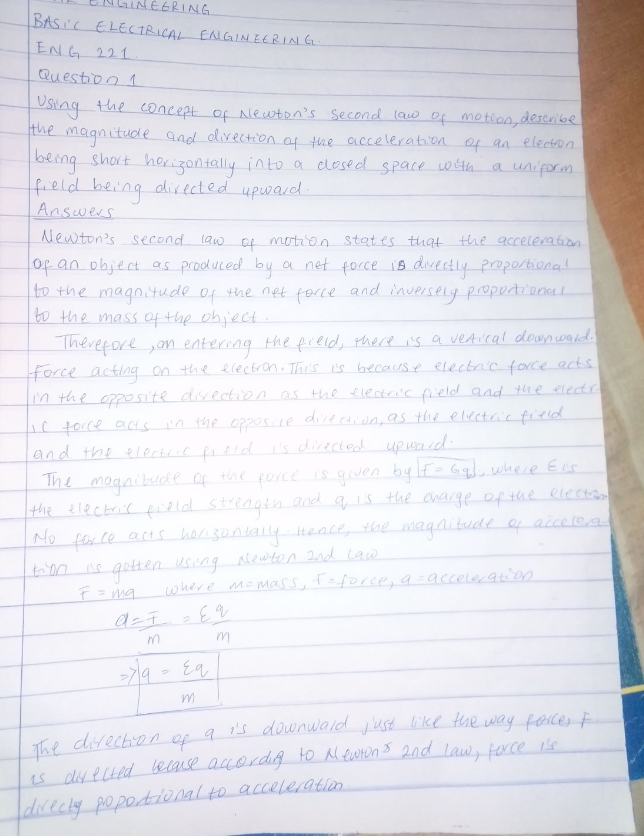 ENGINEERING
BASIC ELECTRICAL ENGINEERING
ENG 221
Question 1
Using the concept of Newton's second law of motion, describe
the magnitude and direction of the acceleration of an electron
being short horizontally into a closed space with a uniform
field being directed upward.
Answers
Newton's second law of motion states that the acceleration
of an object as produced by a net force is directly proportional
to the magnitude of the net force and inversely proportional
to the mass of the object.
Therefore, on entering the field, there is a vertical downward
Force acting on the electron. This is because electric force acts
in the opposite direction as the electric field and the electr
ic force acts in the opposite direction, as the electric field
and the electric field is directed upward.
The magnitude of the force is given by F = Eq, where E is
the electric field strength and q is the charge of the electron
No force acts horizontally. Hence, the magnitude of accelera
tion is gotten using Newton 2nd law
F = ma where m=mass, F=force, a=acceleration
a = F/m = Eq/m
=> a = Eq/m
The direction of a is downward just like the way force, F
is directed because according to Newton's 2nd law, force is
directly poportional to acceleration